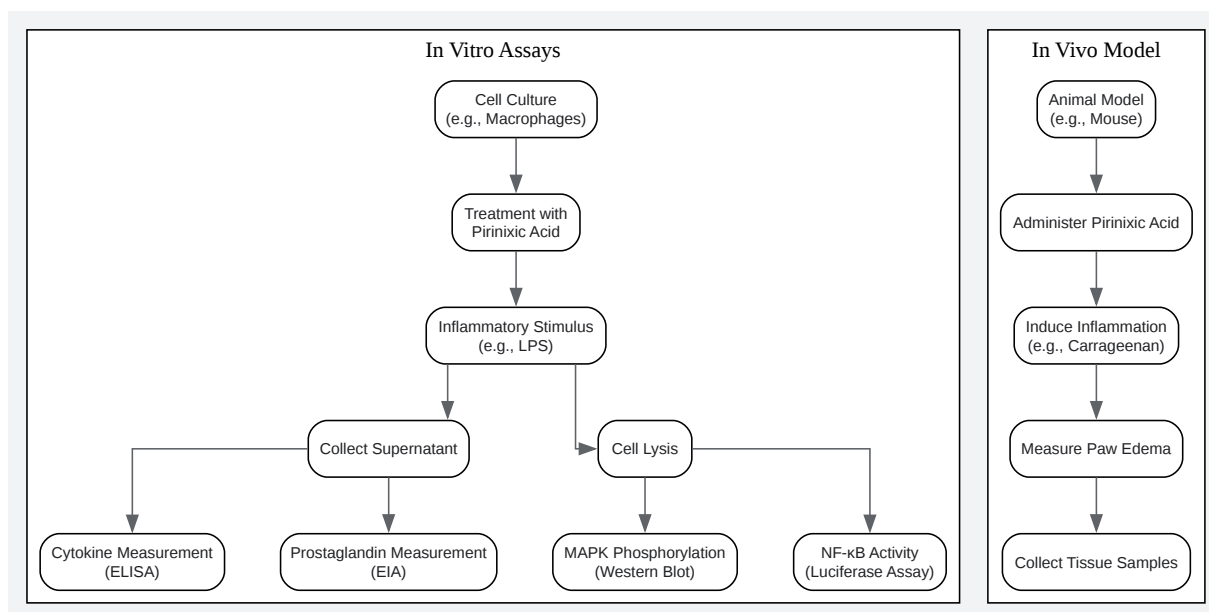 In Vitro Assays
Cell Culture
(e.g., Macrophages)
Treatment with
Pirinixic Acid
Inflammatory Stimulus
(e.g., LPS)
Collect Supernatant
Cell Lysis
Cytokine Measurement
(ELISA)
Prostaglandin Measurement
(EIA)
MAPK Phosphorylation
(Western Blot)
NF-κB Activity
(Luciferase Assay)
In Vivo Model
Animal Model
(e.g., Mouse)
Administer Pirinixic Acid
Induce Inflammation
(e.g., Carrageenan)
Measure Paw Edema
Collect Tissue Samples